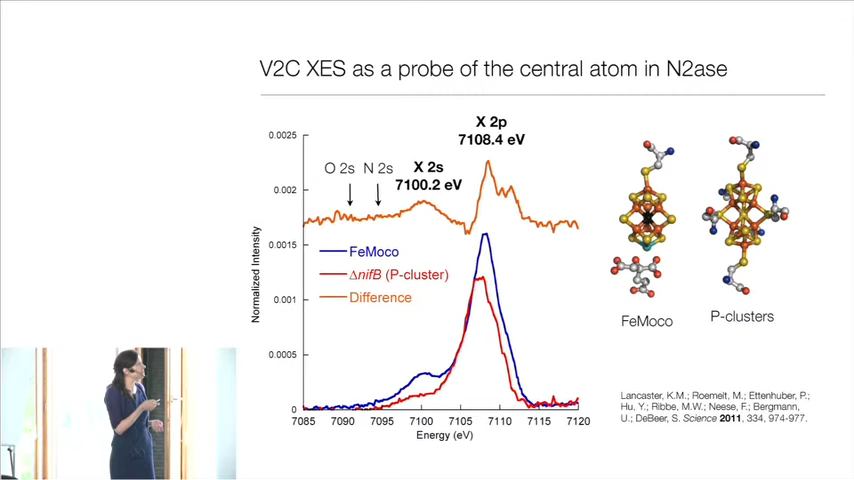 V2C XES as a probe of the central atom in N2ase
X 2p
7108.4 eV
O 2s N 2s
X 2s
7100.2 eV
FeMoco
ΔnifB (P-cluster)
Difference
Normalized Intensity
0.0025
0.002
0.0015
0.001
0.0005
0
7085 7090 7095 7100 7105 7110 7115 7120
Energy (eV)
FeMoco
P-clusters
Lancaster, K.M.; Roemelt, M.; Ettenhuber, P.;
Hu, Y.; Ribbe, M.W.; Neese, F.; Bergmann,
U.; DeBeer, S. Science 2011, 334, 974-977.